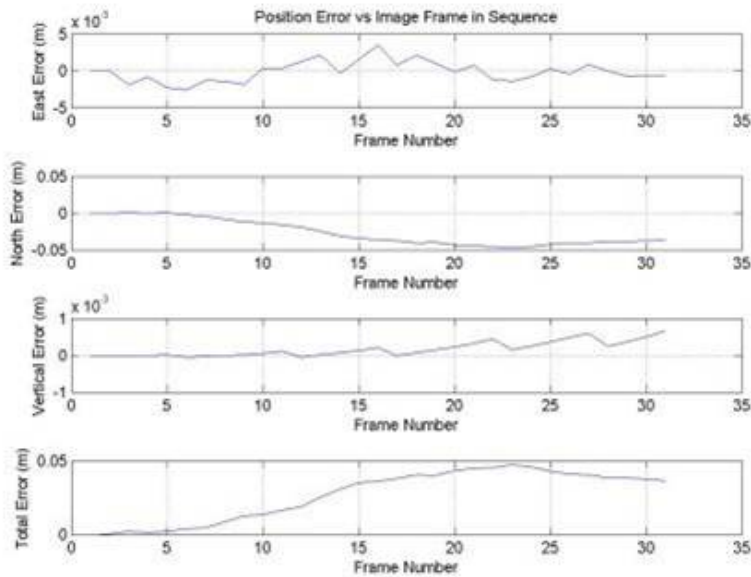 Position Error vs Image Frame in Sequence
x 10⁻³
East Error (m)
5
0
-5
0 5 10 15 20 25 30 35
Frame Number
North Error (m)
0.05
0
-0.05
0 5 10 15 20 25 30 35
Frame Number
x 10⁻³
Vertical Error (m)
1
0
-1
0 5 10 15 20 25 30 35
Frame Number
Total Error (m)
0.05
0
0 5 10 15 20 25 30 35
Frame Number